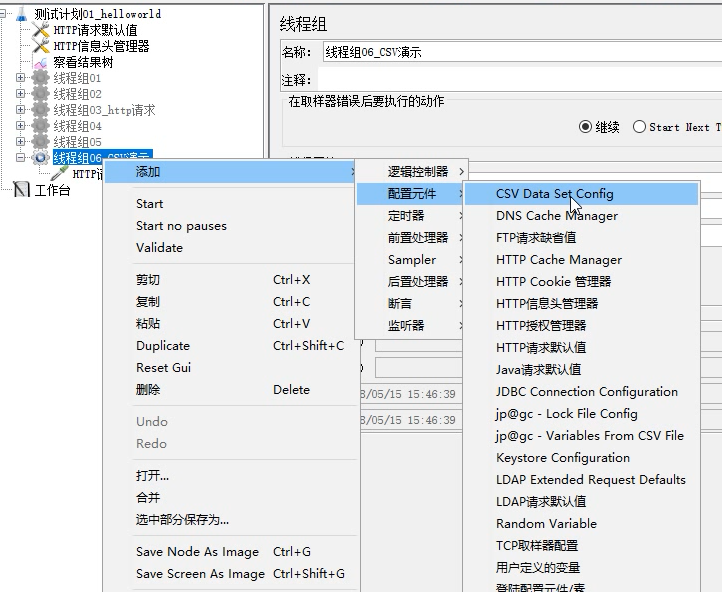 测试计划01_helloworld
HTTP请求默认值
HTTP信息头管理器
察看结果树
线程组01
线程组02
线程组03_http请求
线程组04
线程组05
线程组06_CSV演示
HTTP请
工作台
线程组
名称: 线程组06_CSV演示
注释:
在取样器错误后要执行的动作
继续 Start Next T
添加
Start
Start no pauses
Validate
剪切 Ctrl+X
复制 Ctrl+C
粘贴 Ctrl+V
Duplicate Ctrl+Shift+C
Reset Gui
删除 Delete
Undo
Redo
打开...
合并
选中部分保存为...
Save Node As Image Ctrl+G
Save Screen As Image Ctrl+Shift+G
逻辑控制器
配置元件
定时器
前置处理器
Sampler
后置处理器
断言
监听器
8/05/15 15:46:39
8/05/15 15:46:39
CSV Data Set Config
DNS Cache Manager
FTP请求缺省值
HTTP Cache Manager
HTTP Cookie 管理器
HTTP信息头管理器
HTTP授权管理器
HTTP请求默认值
Java请求默认值
JDBC Connection Configuration
jp@gc - Lock File Config
jp@gc - Variables From CSV File
Keystore Configuration
LDAP Extended Request Defaults
LDAP请求默认值
Random Variable
TCP取样器配置
用户定义的变量
登陆配置元件/素